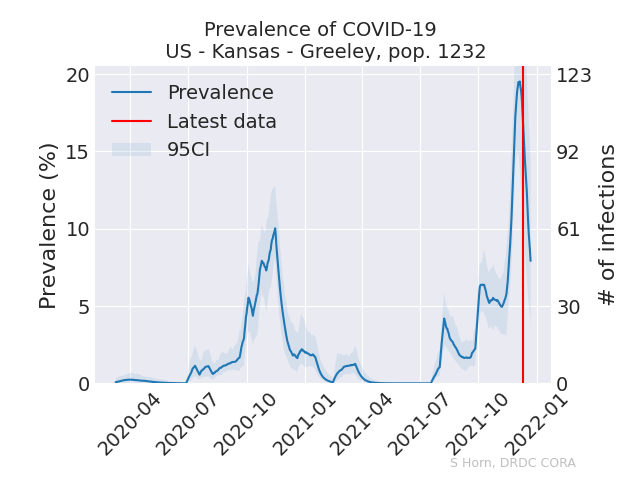 Prevalence of COVID-19
US - Kansas - Greeley, pop. 1232
Prevalence (%)
20
15
10
5
0
Prevalence
Latest data
95CI
123
92
61
30
0
# of infections
2020-04
2020-07
2020-10
2021-01
2021-04
2021-07
2021-10
2022-01
S Horn, DRDC CORA